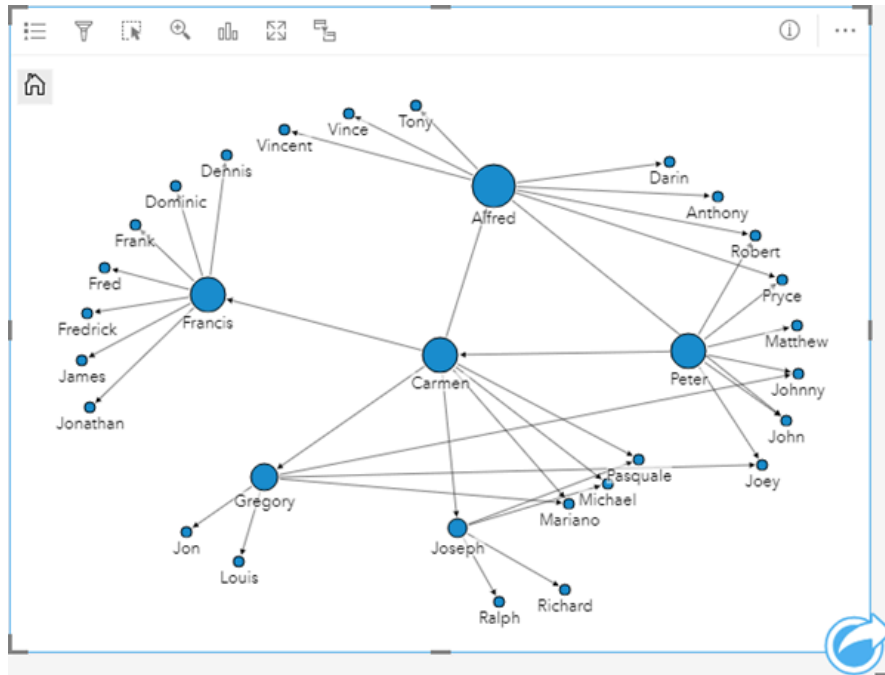 Tony
Vince
Vincent
Dennis
Darin
Dominic
Anthony
Alfred
Frank
Robert
Fred
Pryce
Francis
Fredrick
Matthew
James
Carmen
Peter
Johnny
Jonathan
John
Pasquale
Joey
Gregory
Michael
Mariano
Jon
Joseph
Louis
Richard
Ralph